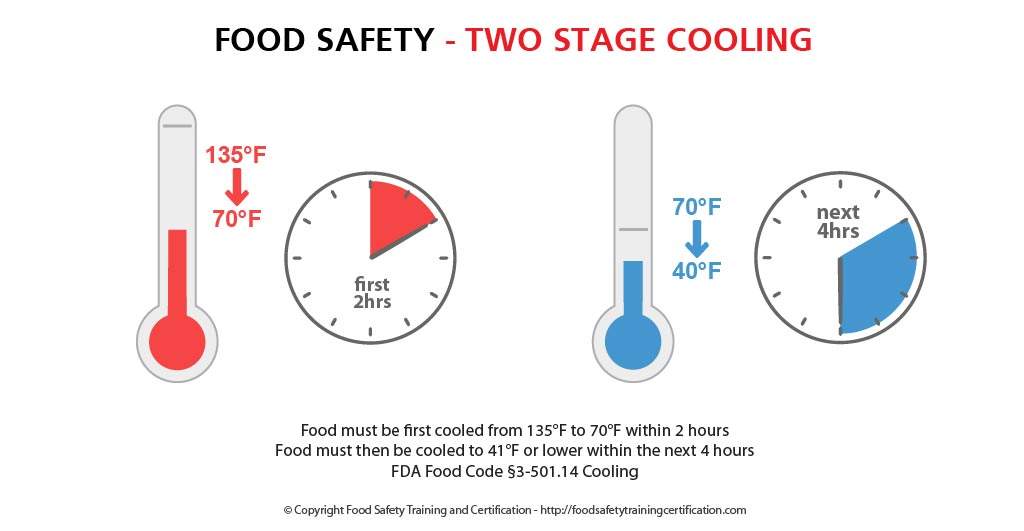 FOOD SAFETY - TWO STAGE COOLING
135°F
70°F
first
2hrs
70°F
40°F
next
4hrs
Food must be first cooled from 135°F to 70°F within 2 hours
Food must then be cooled to 41°F or lower within the next 4 hours
FDA Food Code §3-501.14 Cooling
© Copyright Food Safety Training and Certification - http://foodsafetytrainingcertification.com